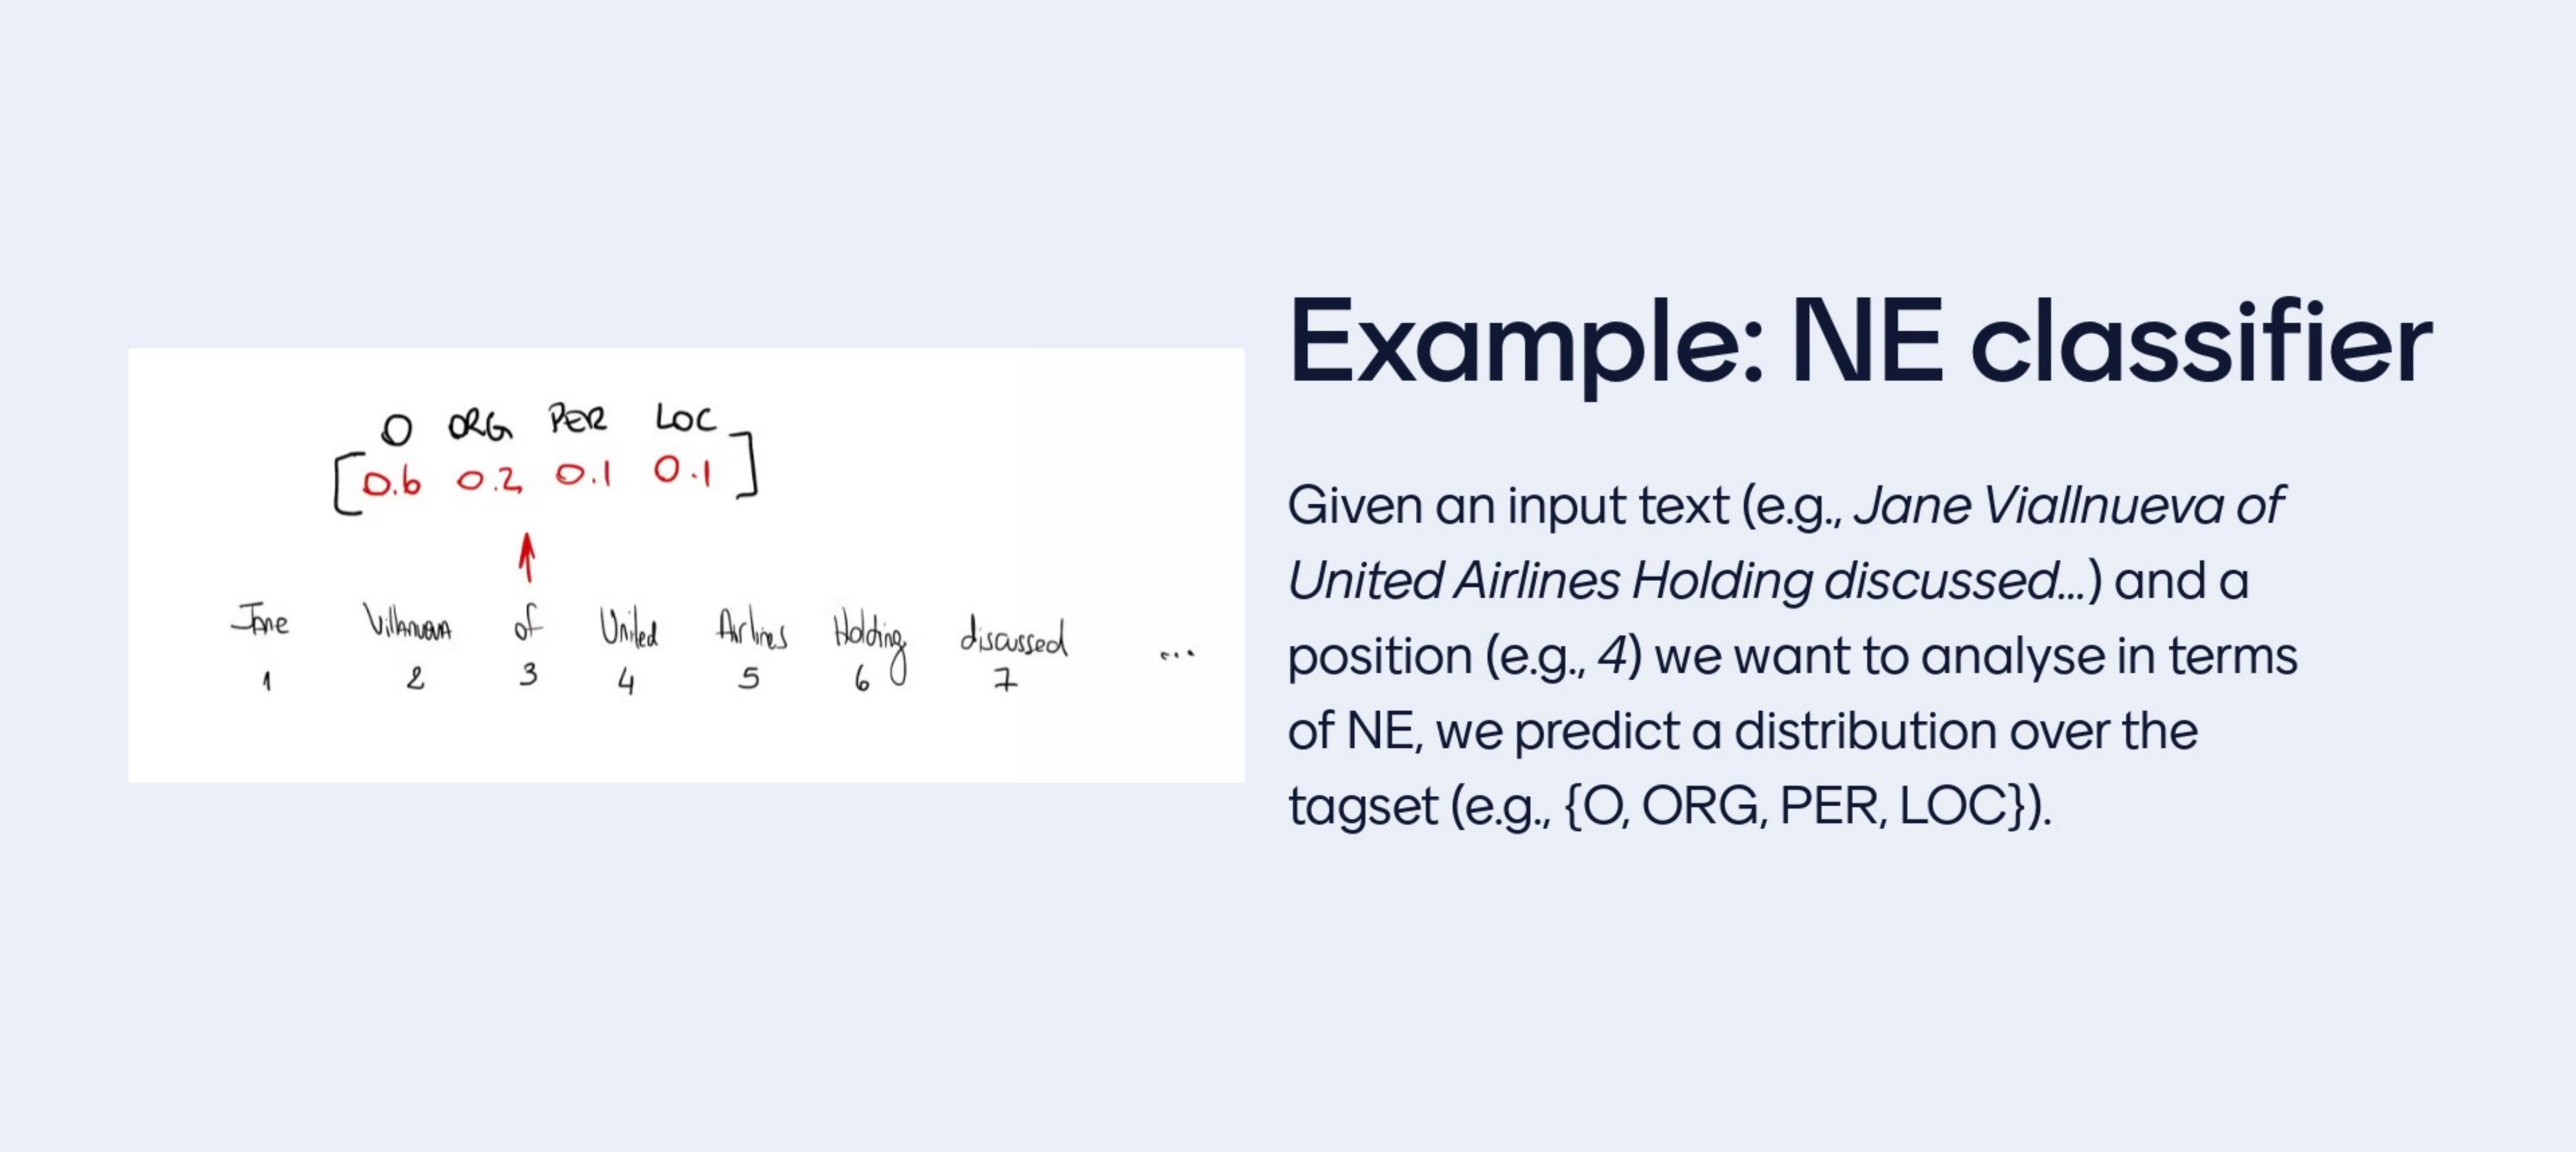 O ORG PER LOC
[0.6 0.2 0.1 0.1]
Jane Villanueva of United Airlines Holding discussed ...
1 2 3 4 5 6 7
Example: NE classifier
Given an input text (e.g., Jane Viallnueva of
United Airlines Holding discussed...) and a
position (e.g., 4) we want to analyse in terms
of NE, we predict a distribution over the
tagset (e.g., {O, ORG, PER, LOC}).